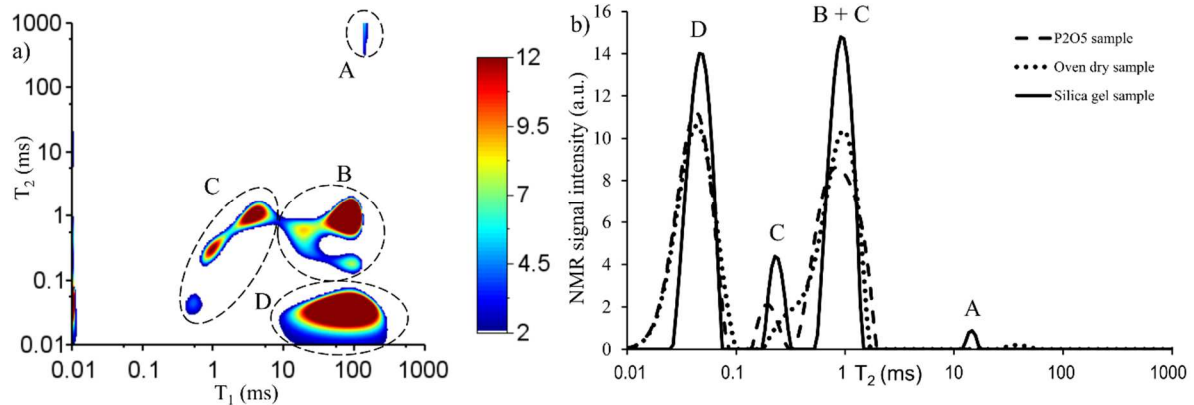 a)
1000
100
10
1
0.1
0.01
T2 (ms)
0.01
0.1
1
10
100
1000
T1 (ms)
A
B
C
D
12
9.5
7
4.5
2
b)
16
14
12
10
8
6
4
2
0
NMR signal intensity (a.u.)
0.01
0.1
1
10
100
1000
T2 (ms)
D
C
B + C
A
P2O5 sample
Oven dry sample
Silica gel sample